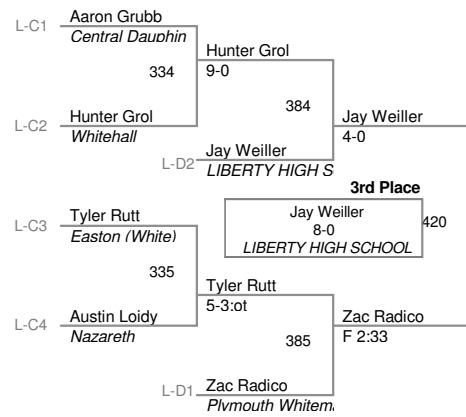 L-C1 Aaron Grubb
Central Dauphin
334
Hunter Grol
9-0
L-C2 Hunter Grol
Whitehall
384
Jay Weiller
4-0
L-D2 Jay Weiller
LIBERTY HIGH S
3rd Place
Jay Weiller
8-0
LIBERTY HIGH SCHOOL
420
L-C3 Tyler Rutt
Easton (White)
335
Tyler Rutt
5-3:ot
L-C4 Austin Loidy
Nazareth
385
Zac Radico
F 2:33
L-D1 Zac Radico
Plymouth Whitem